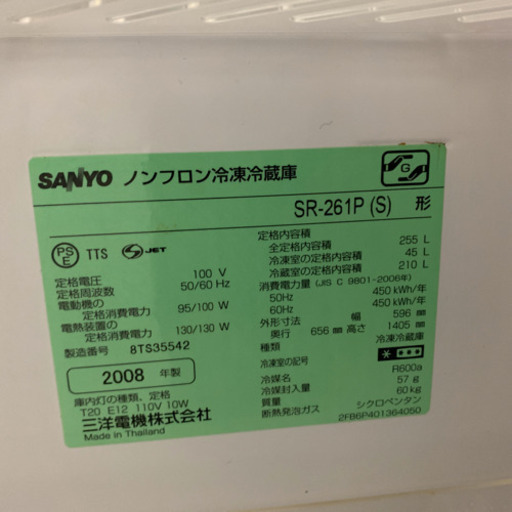 SANYO ノンフロン冷凍冷蔵庫
G
SR-261P (S) 形
PSE TTS S JET
定格電圧 100 V
定格周波数 50/60 Hz
電動機の
定格消費電力 95/100 W
電熱装置の
定格消費電力 130/130 W
製造番号 8TS35542
2008 年製
庫内灯の種類、定格
T20 E12 110V 10W
三洋電機株式会社
Made in Thailand
定格内容積
全定格内容積 255 L
冷凍室の定格内容積 45 L
冷蔵室の定格内容積 210 L
消費電力量 (JIS C 9801-2006年)
50Hz 450 kWh/年
60Hz 450 kWh/年
外形寸法 幅 596 mm
奥行 656 mm 高さ 1405 mm
種類 冷凍冷蔵庫
冷凍室の記号
冷媒名 R600a
冷媒封入量 57 g
質量 60 kg
断熱発泡ガス シクロペンタン
2FB6P401364050